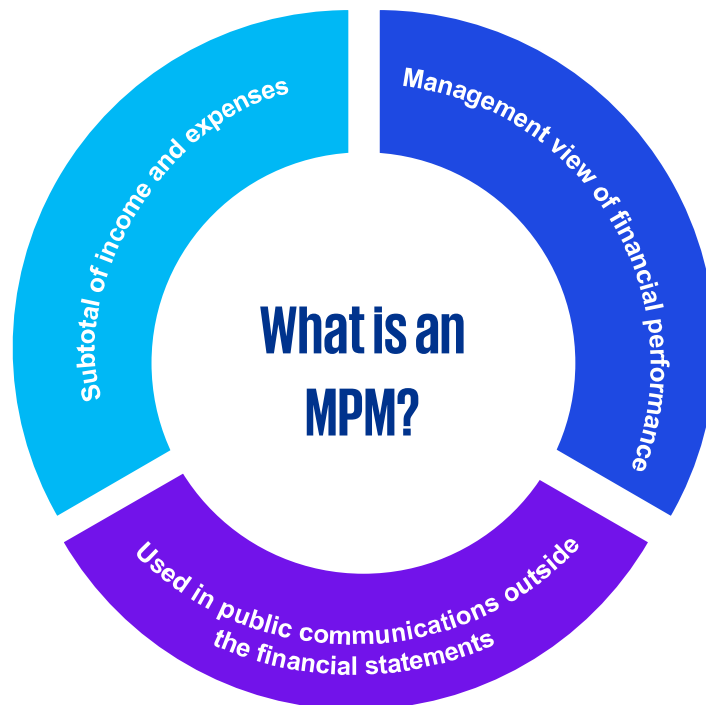 Subtotal of income and expenses
Management view of financial performance
What is an
MPM?
Used in public communications outside
the financial statements